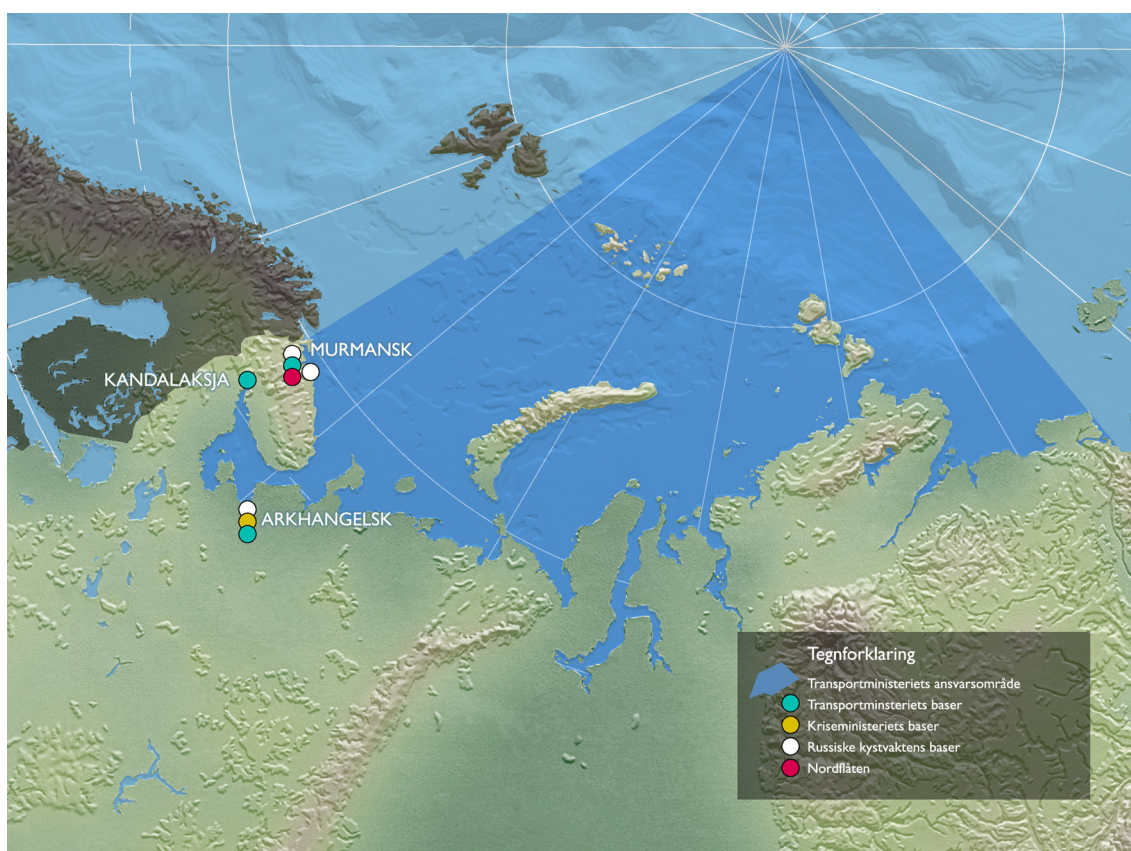 MURMANSK
KANDALAKSJA
ARKHANGELSK
Tegnforklaring
Transportministeriets ansvarsområde
Transportminsteriets baser
Kriseministeriets baser
Russiske kystvaktens baser
Nordflåten